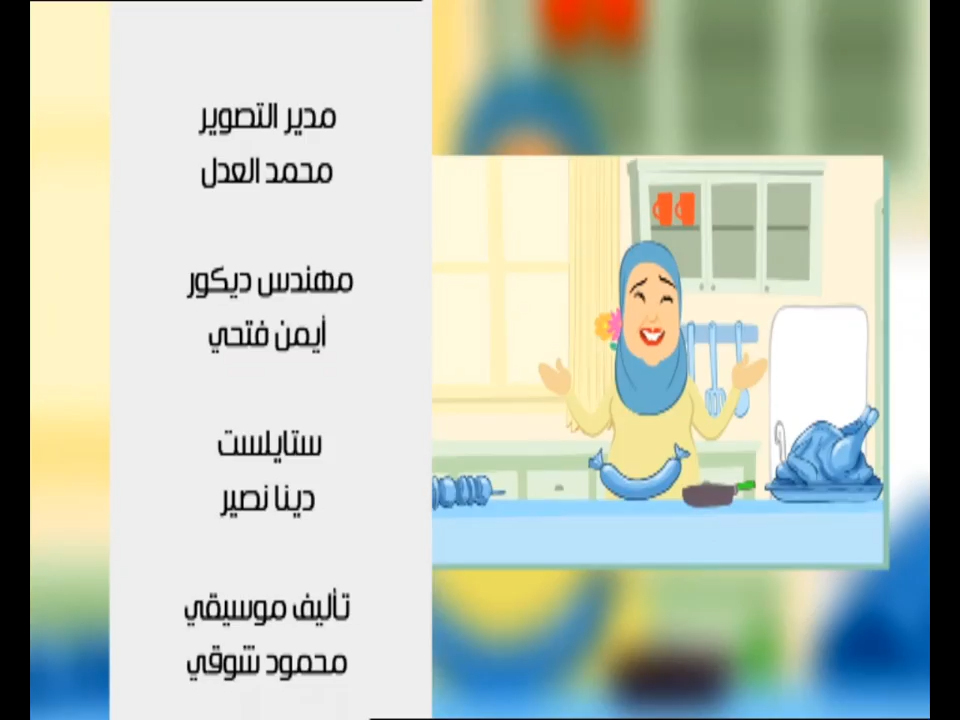 مدير التصوير
محمد العدل
مهندس ديكور
أيمن فتحي
ستايلست
دينا نصير
تأليف موسيقي
محمود شوقي